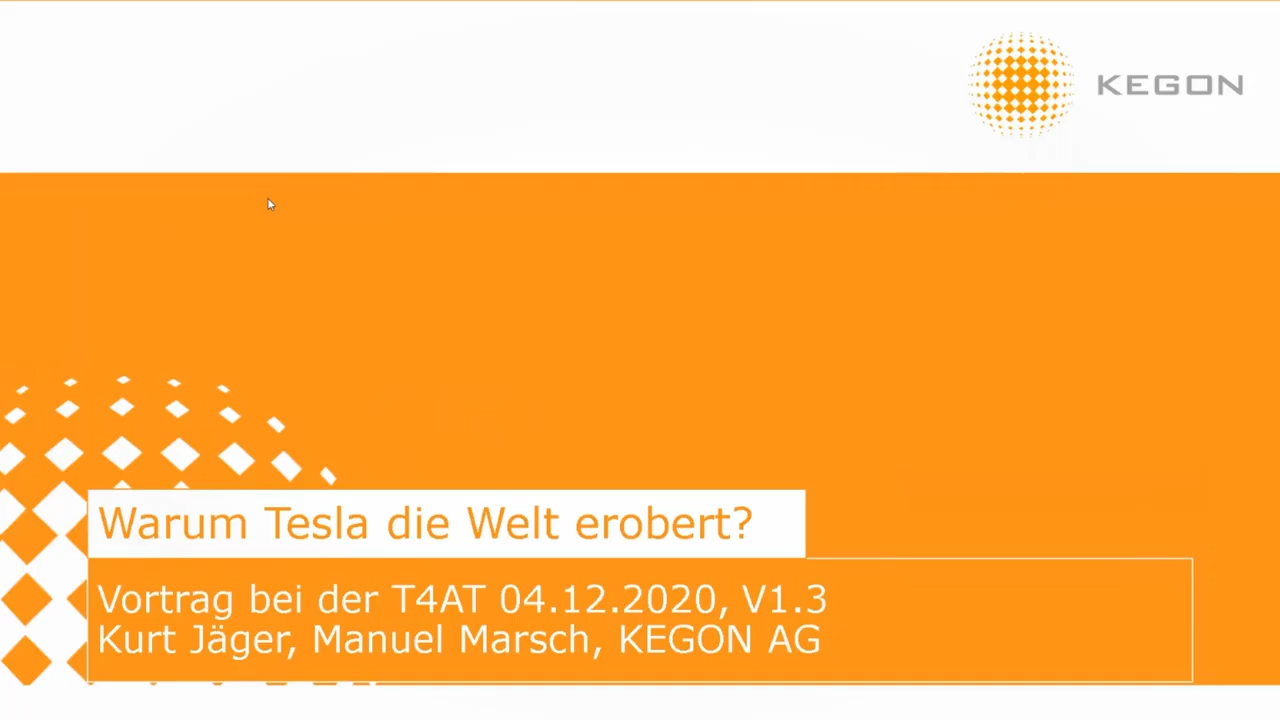 KEGON
Warum Tesla die Welt erobert?
Vortrag bei der T4AT 04.12.2020, V1.3
Kurt Jäger, Manuel Marsch, KEGON AG